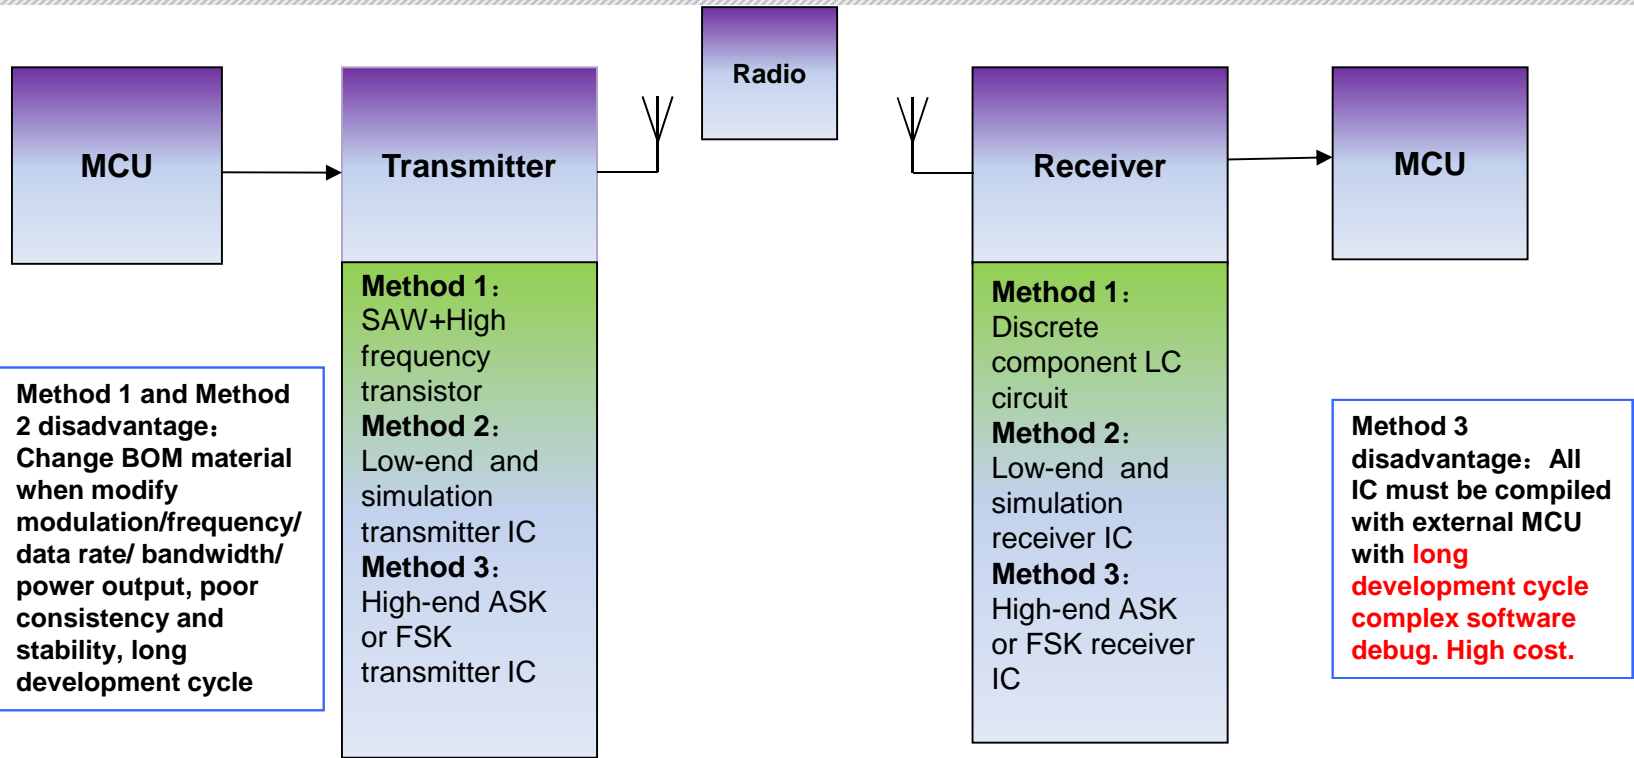 MCU
Transmitter
Radio
Receiver
MCU
Method 1：
SAW+High
frequency
transistor
Method 2：
Low-end and
simulation
transmitter IC
Method 3：
High-end ASK
or FSK
transmitter IC
Method 1：
Discrete
component LC
circuit
Method 2：
Low-end and
simulation
receiver IC
Method 3：
High-end ASK
or FSK receiver
IC
Method 1 and Method
2 disadvantage：
Change BOM material
when modify
modulation/frequency/
data rate/ bandwidth/
power output, poor
consistency and
stability, long
development cycle
Method 3
disadvantage：All
IC must be compiled
with external MCU
with long
development cycle
complex software
debug. High cost.